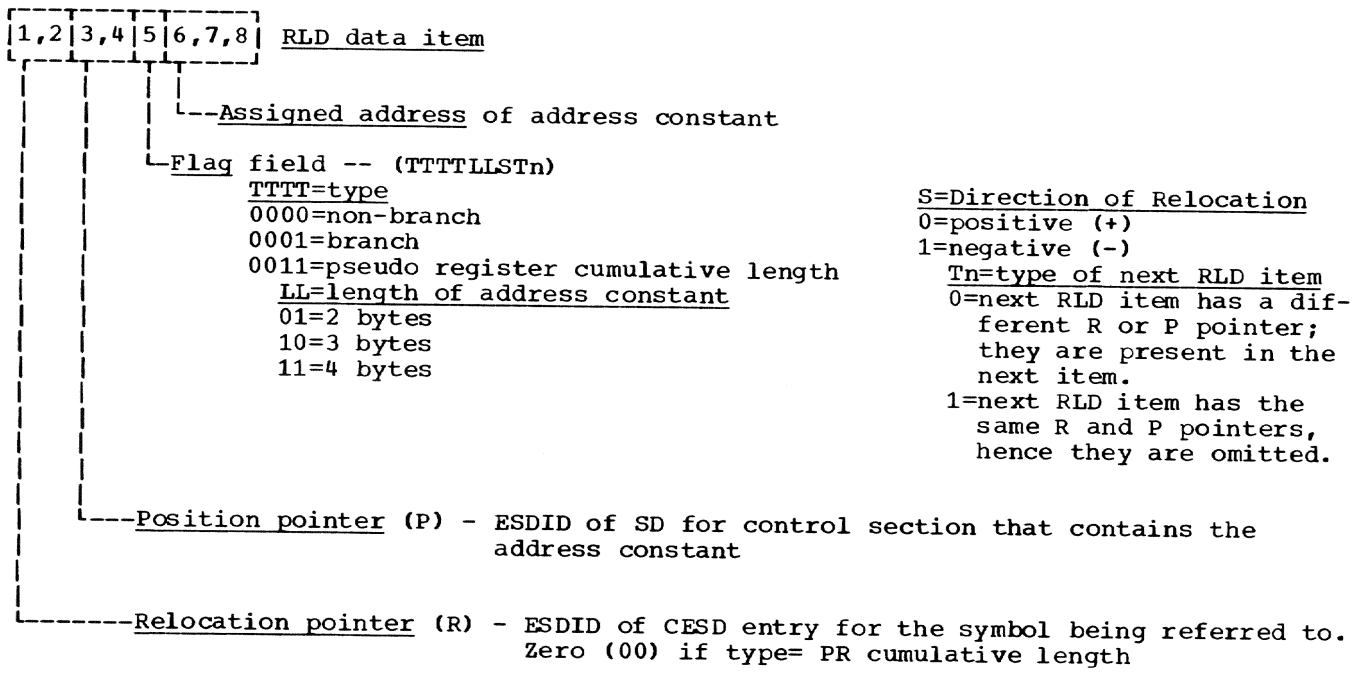 1,2 3,4 5 6,7,8 RLD data item
Assigned address of address constant
Flag field -- (TTTTLLSTn)
TTTT=type
0000=non-branch
0001=branch
0011=pseudo register cumulative length
LL=length of address constant
01=2 bytes
10=3 bytes
11=4 bytes
S=Direction of Relocation
0=positive (+)
1=negative (-)
Tn=type of next RLD item
0=next RLD item has a dif-
ferent R or P pointer;
they are present in the
next item.
1=next RLD item has the
same R and P pointers,
hence they are omitted.
Position pointer (P) - ESDID of SD for control section that contains the
address constant
Relocation pointer (R) - ESDID of CESD entry for the symbol being referred to.
Zero (00) if type= PR cumulative length